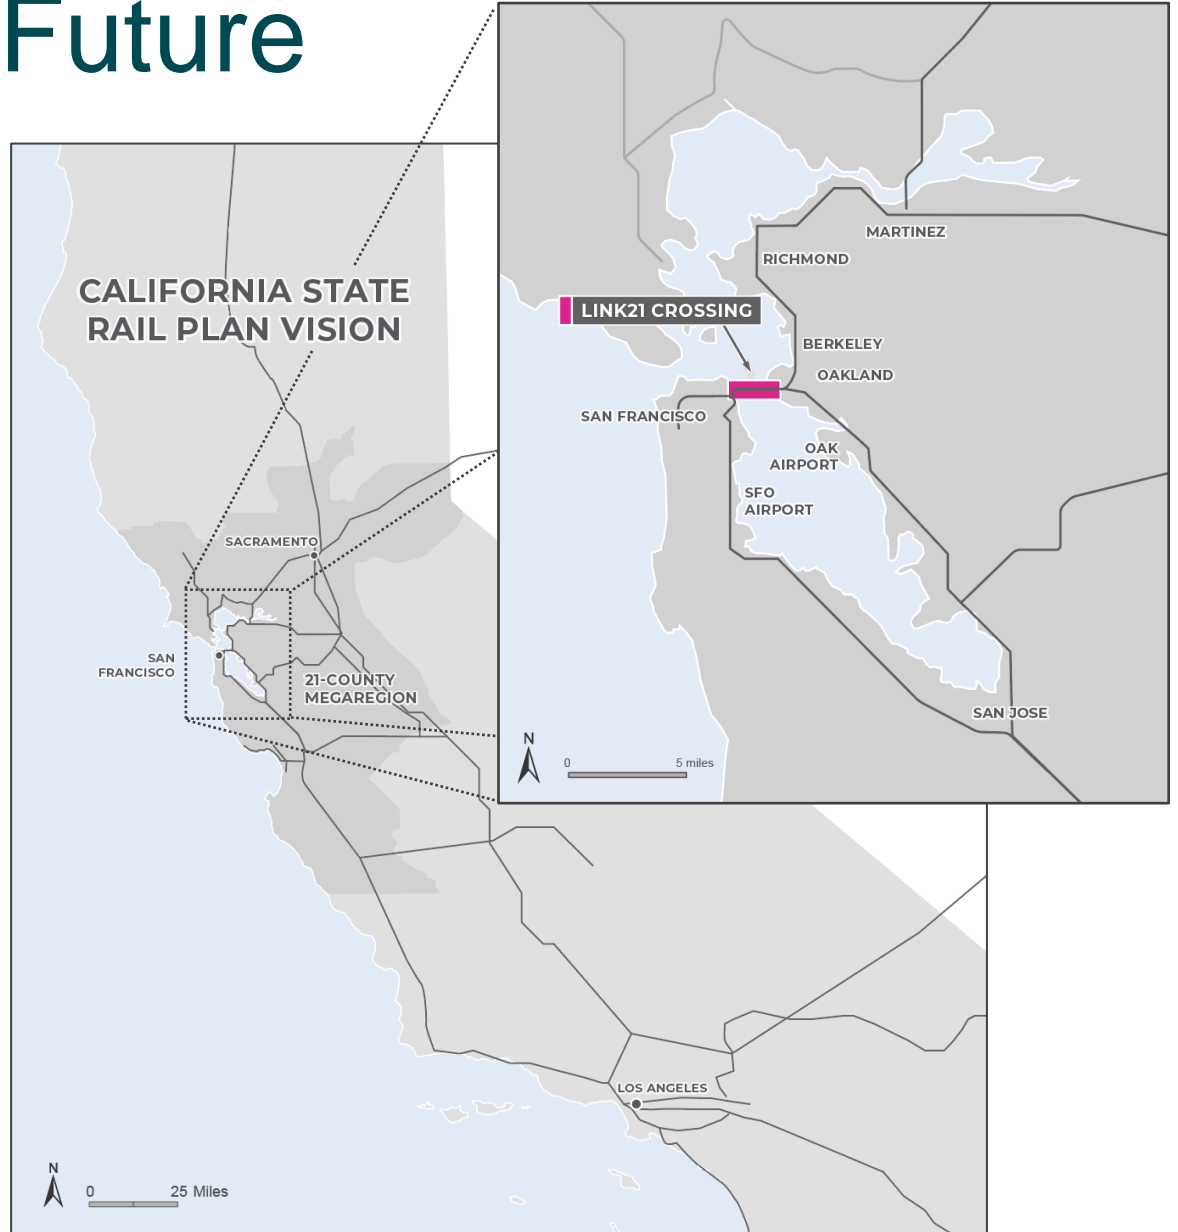 Future
CALIFORNIA STATE
RAIL PLAN VISION
SACRAMENTO
SAN
FRANCISCO
21-COUNTY
MEGAREGION
LOS ANGELES
N
0 25 Miles
MARTINEZ
RICHMOND
LINK21 CROSSING
BERKELEY
OAKLAND
SAN FRANCISCO
OAK
AIRPORT
SFO
AIRPORT
SAN JOSE
N
0 5 miles